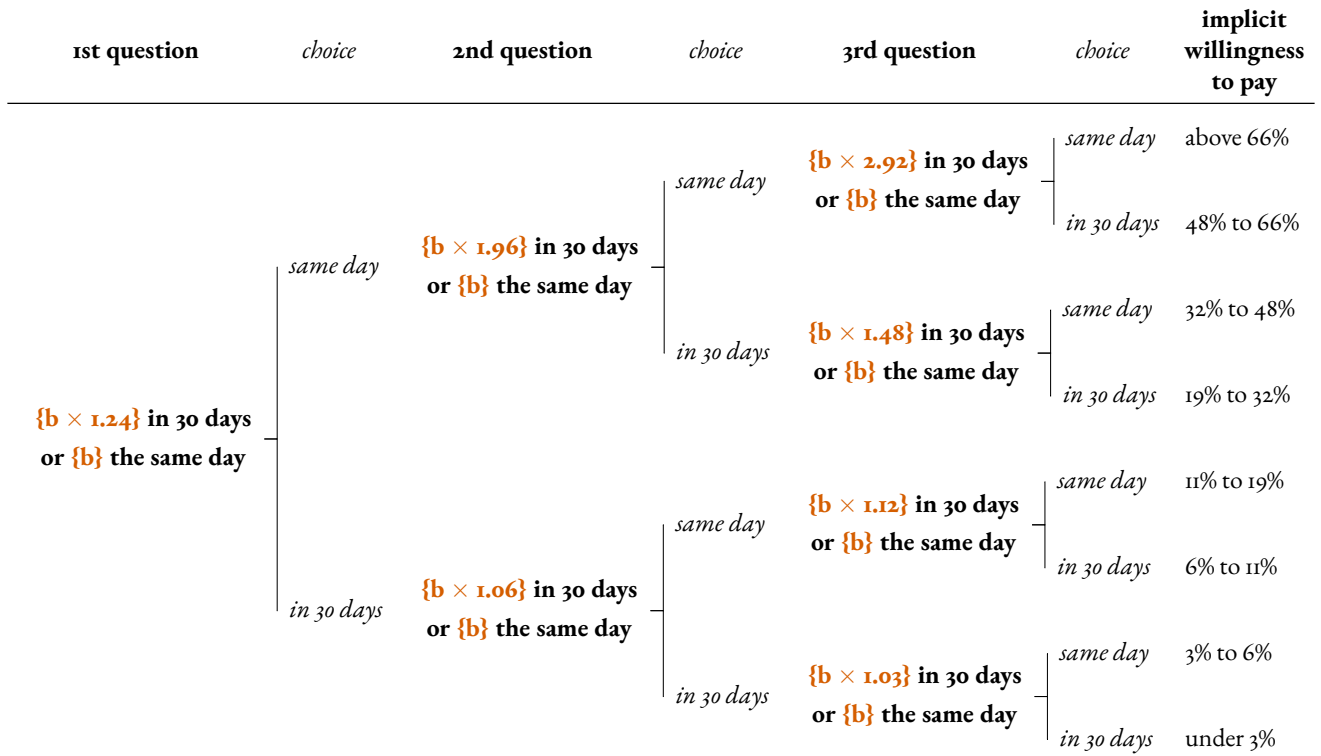 1st question choice 2nd question choice 3rd question choice implicit willingness to pay
same day above 66%
{b × 2.92} in 30 days
or {b} the same day
same day
in 30 days 48% to 66%
{b × 1.96} in 30 days
or {b} the same day
same day
same day 32% to 48%
{b × 1.48} in 30 days
or {b} the same day
in 30 days
in 30 days 19% to 32%
{b × 1.24} in 30 days
or {b} the same day
same day 11% to 19%
{b × 1.12} in 30 days
or {b} the same day
same day
in 30 days 6% to 11%
{b × 1.06} in 30 days
or {b} the same day
in 30 days
same day 3% to 6%
{b × 1.03} in 30 days
or {b} the same day
in 30 days
in 30 days under 3%